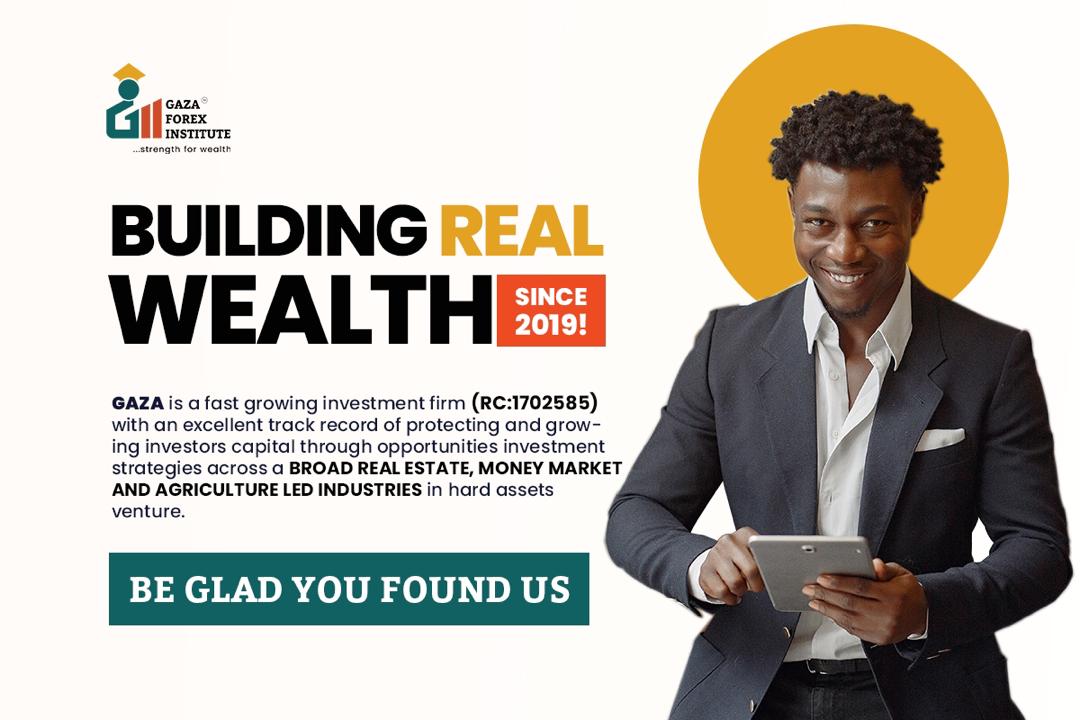 GAZA
FOREX
INSTITUTE
...strength for wealth
BUILDING REAL
WEALTH
SINCE
2019!
GAZA is a fast growing investment firm (RC:1702585)
with an excellent track record of protecting and grow-
ing investors capital through opportunities investment
strategies across a BROAD REAL ESTATE, MONEY MARKET
AND AGRICULTURE LED INDUSTRIES in hard assets
venture.
BE GLAD YOU FOUND US